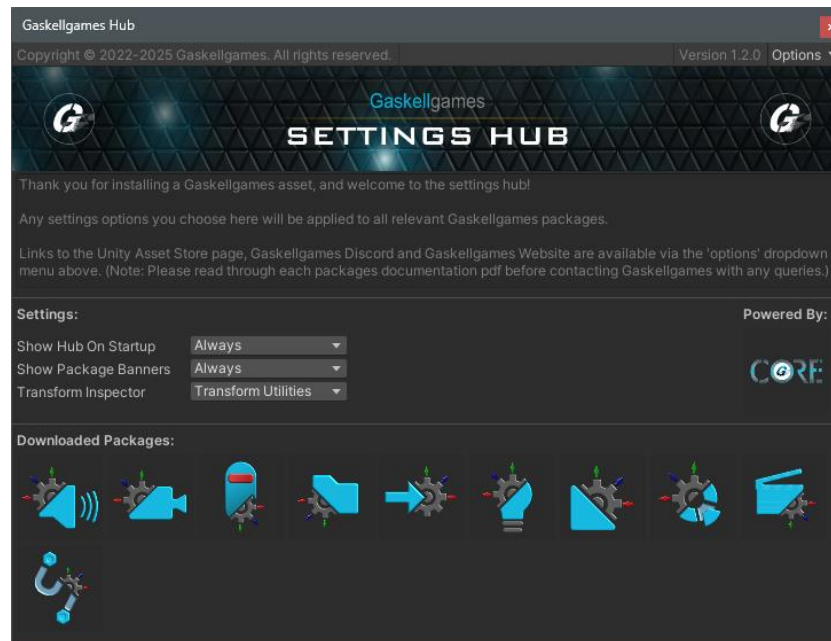 Gaskellgames Hub
Copyright © 2022-2025 Gaskellgames. All rights reserved.
Version 1.2.0 Options
Gaskellgames
SETTINGS HUB
Thank you for installing a Gaskellgames asset, and welcome to the settings hub!
Any settings options you choose here will be applied to all relevant Gaskellgames packages.
Links to the Unity Asset Store page, Gaskellgames Discord and Gaskellgames Website are available via the 'options' dropdown
menu above. (Note: Please read through each packages documentation pdf before contacting Gaskellgames with any queries.)
Settings:
Powered By:
Show Hub On Startup Always
Show Package Banners Always
Transform Inspector Transform Utilities
CORE
Downloaded Packages: